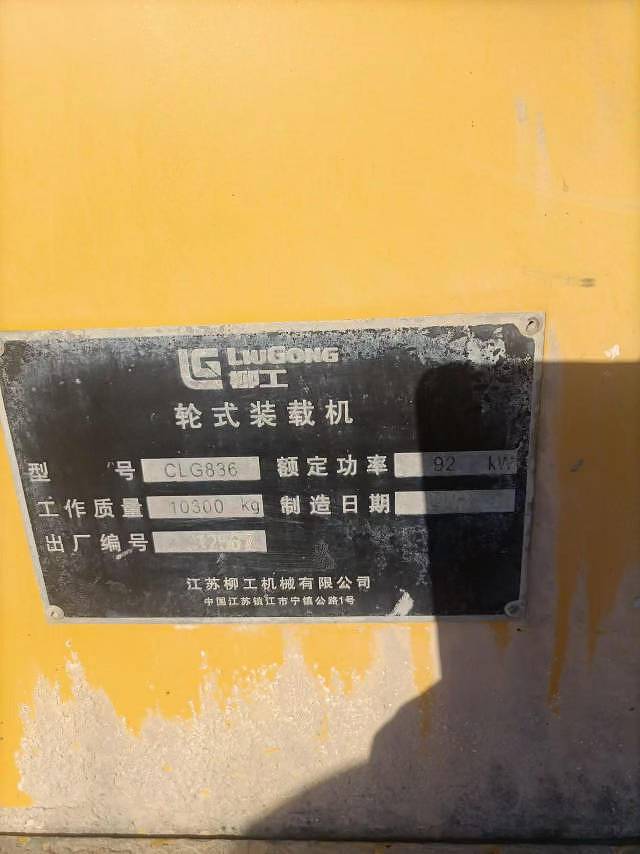 LIUGONG
柳工
轮式装载机
型 号 CLG836 额定功率 92 kW
工作质量 10300 kg 制造日期
出厂编号
江苏柳工机械有限公司
中国江苏镇江市宁镇公路1号